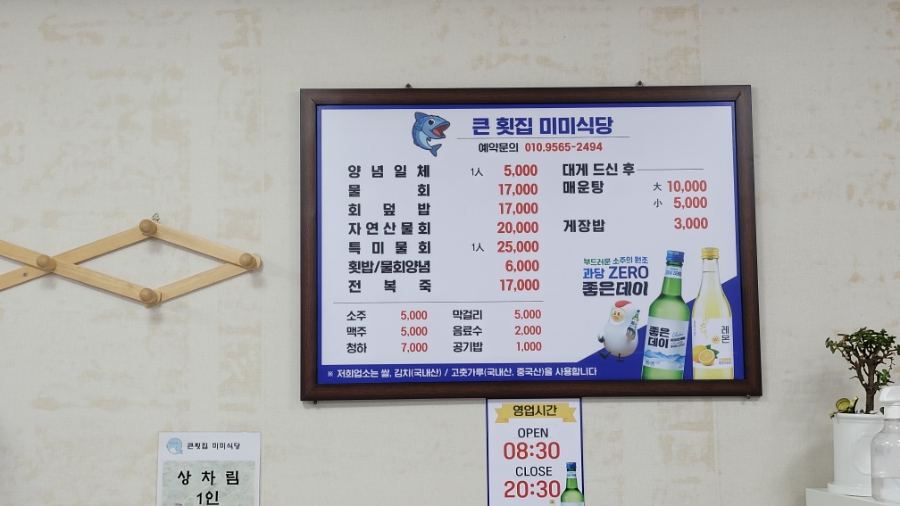 큰 횟집 미미식당
예약문의 010.9565-2494
양념일체 1人 5,000
물회 17,000
회덮밥 17,000
자연산물회 20,000
특미물회 1人 25,000
횟밥/물회양념 6,000
전복죽 17,000
대게 드신 후
매운탕 大 10,000
小 5,000
게장밥 3,000
소주 5,000 막걸리 5,000
맥주 5,000 음료수 2,000
청하 7,000 공기밥 1,000
부드러운 소주의 원조
과당 ZERO
좋은데이
좋은
데이
레
몬
※ 저희업소는 쌀, 김치(국내산) / 고춧가루(국내산, 중국산)을 사용합니다
영업시간
OPEN
08:30
CLOSE
20:30
큰횟집 미미식당
상차림
1인